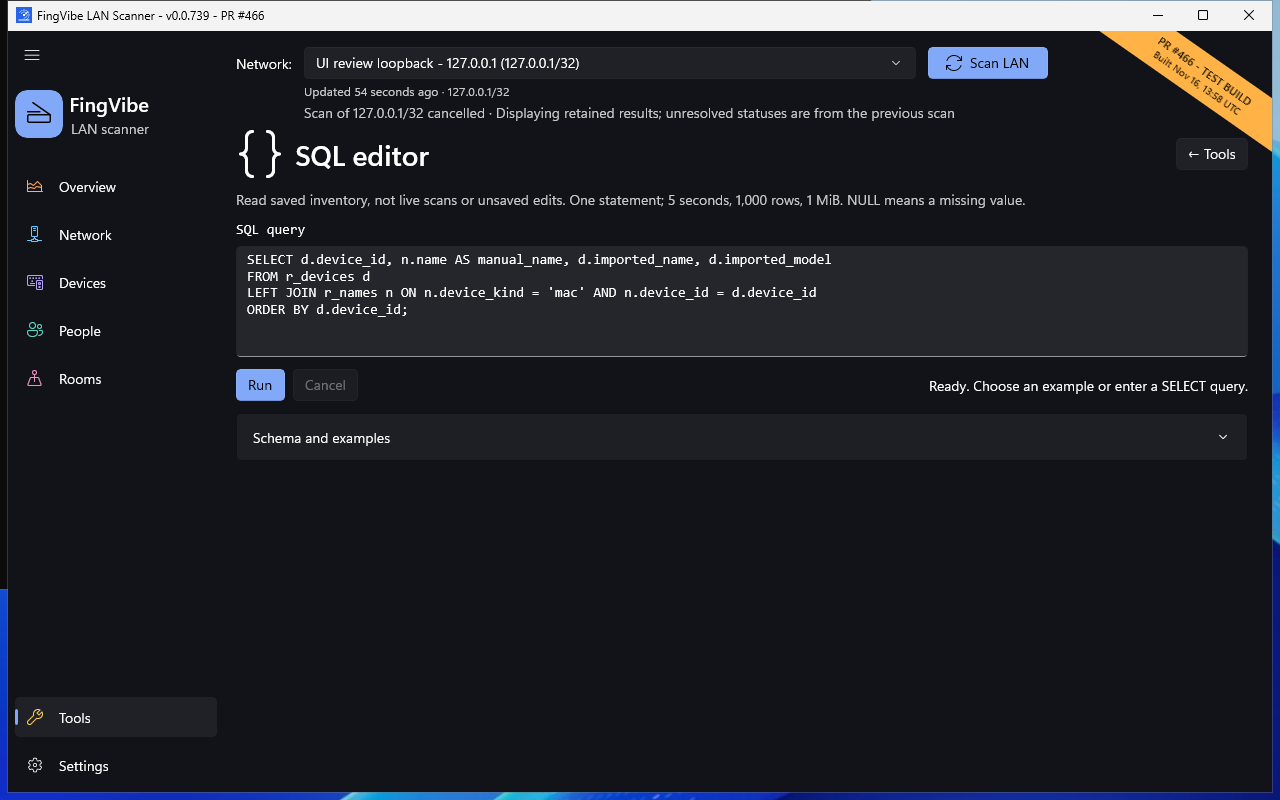 FingVibe LAN Scanner - v0.0.739 - PR #466
PR #466 - TEST BUILD
Built Nov 16, 13:58 UTC
Network:
UI review loopback - 127.0.0.1 (127.0.0.1/32)
Scan LAN
Updated 54 seconds ago · 127.0.0.1/32
Scan of 127.0.0.1/32 cancelled · Displaying retained results; unresolved statuses are from the previous scan
FingVibe
LAN scanner
Overview
Network
Devices
People
Rooms
Tools
Settings
{ } SQL editor
← Tools
Read saved inventory, not live scans or unsaved edits. One statement; 5 seconds, 1,000 rows, 1 MiB. NULL means a missing value.
SQL query
SELECT d.device_id, n.name AS manual_name, d.imported_name, d.imported_model
FROM r_devices d
LEFT JOIN r_names n ON n.device_kind = 'mac' AND n.device_id = d.device_id
ORDER BY d.device_id;
Run
Cancel
Ready. Choose an example or enter a SELECT query.
Schema and examples